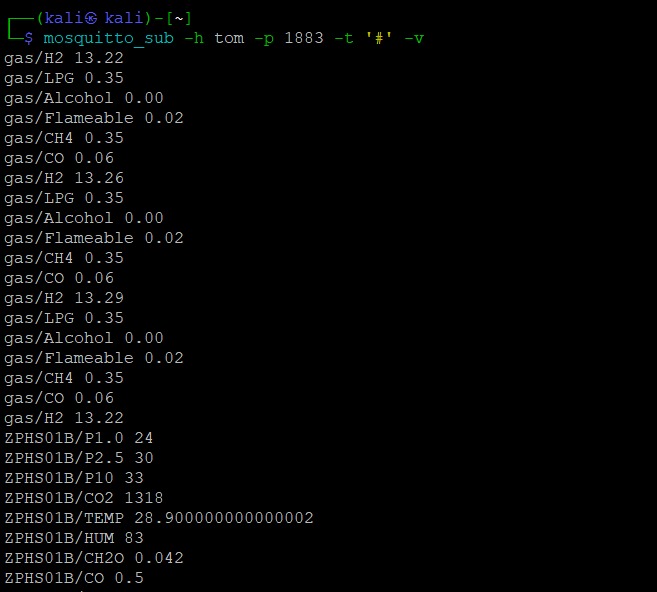 ┌──(kali㉿kali)-[~]
└─$ mosquitto_sub -h tom -p 1883 -t '#' -v
gas/H2 13.22
gas/LPG 0.35
gas/Alcohol 0.00
gas/Flameable 0.02
gas/CH4 0.35
gas/CO 0.06
gas/H2 13.26
gas/LPG 0.35
gas/Alcohol 0.00
gas/Flameable 0.02
gas/CH4 0.35
gas/CO 0.06
gas/H2 13.29
gas/LPG 0.35
gas/Alcohol 0.00
gas/Flameable 0.02
gas/CH4 0.35
gas/CO 0.06
gas/H2 13.22
ZPHS01B/P1.0 24
ZPHS01B/P2.5 30
ZPHS01B/P10 33
ZPHS01B/CO2 1318
ZPHS01B/TEMP 28.900000000000002
ZPHS01B/HUM 83
ZPHS01B/CH2O 0.042
ZPHS01B/CO 0.5